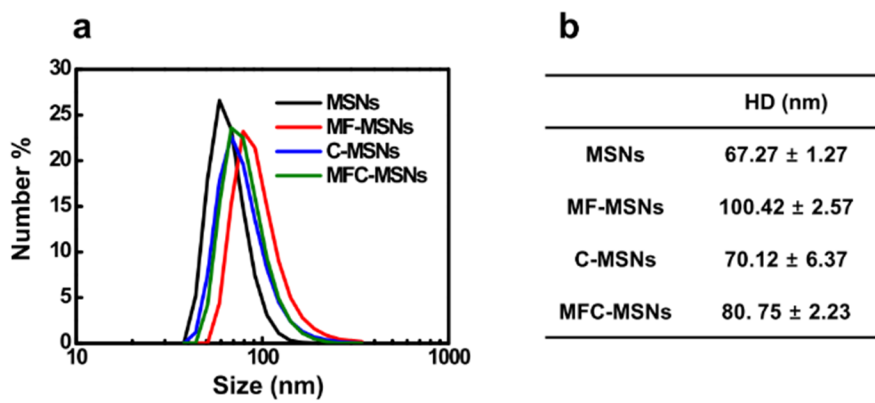 a
Number %
30
25
20
15
10
5
0
10
100
1000
Size (nm)
MSNs
MF-MSNs
C-MSNs
MFC-MSNs
b
HD (nm)
MSNs 67.27 ± 1.27
MF-MSNs 100.42 ± 2.57
C-MSNs 70.12 ± 6.37
MFC-MSNs 80. 75 ± 2.23